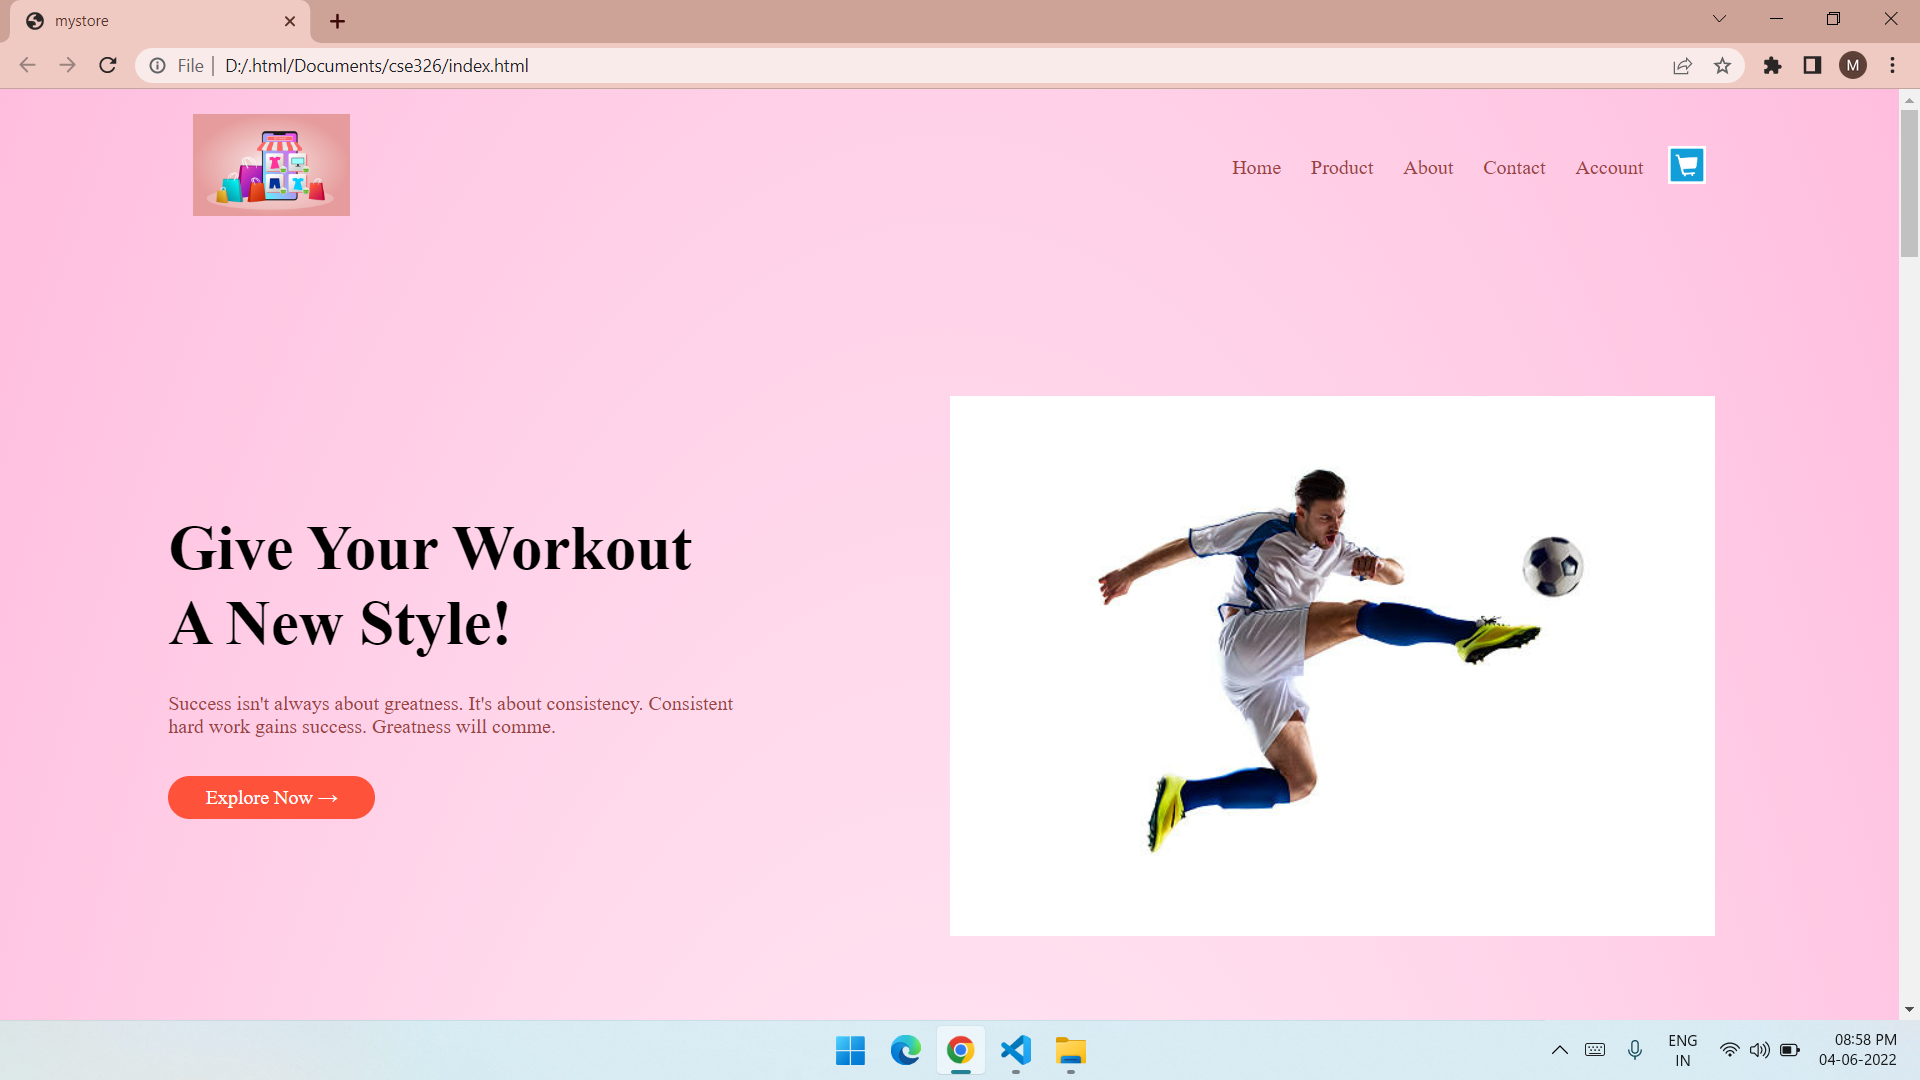 mystore
File
D:/.html/Documents/cse326/index.html
M
Home
Product
About
Contact
Account
Give Your Workout
A New Style!
Success isn't always about greatness. It's about consistency. Consistent
hard work gains success. Greatness will comme.
Explore Now →
ENG
IN
08:58 PM
04-06-2022